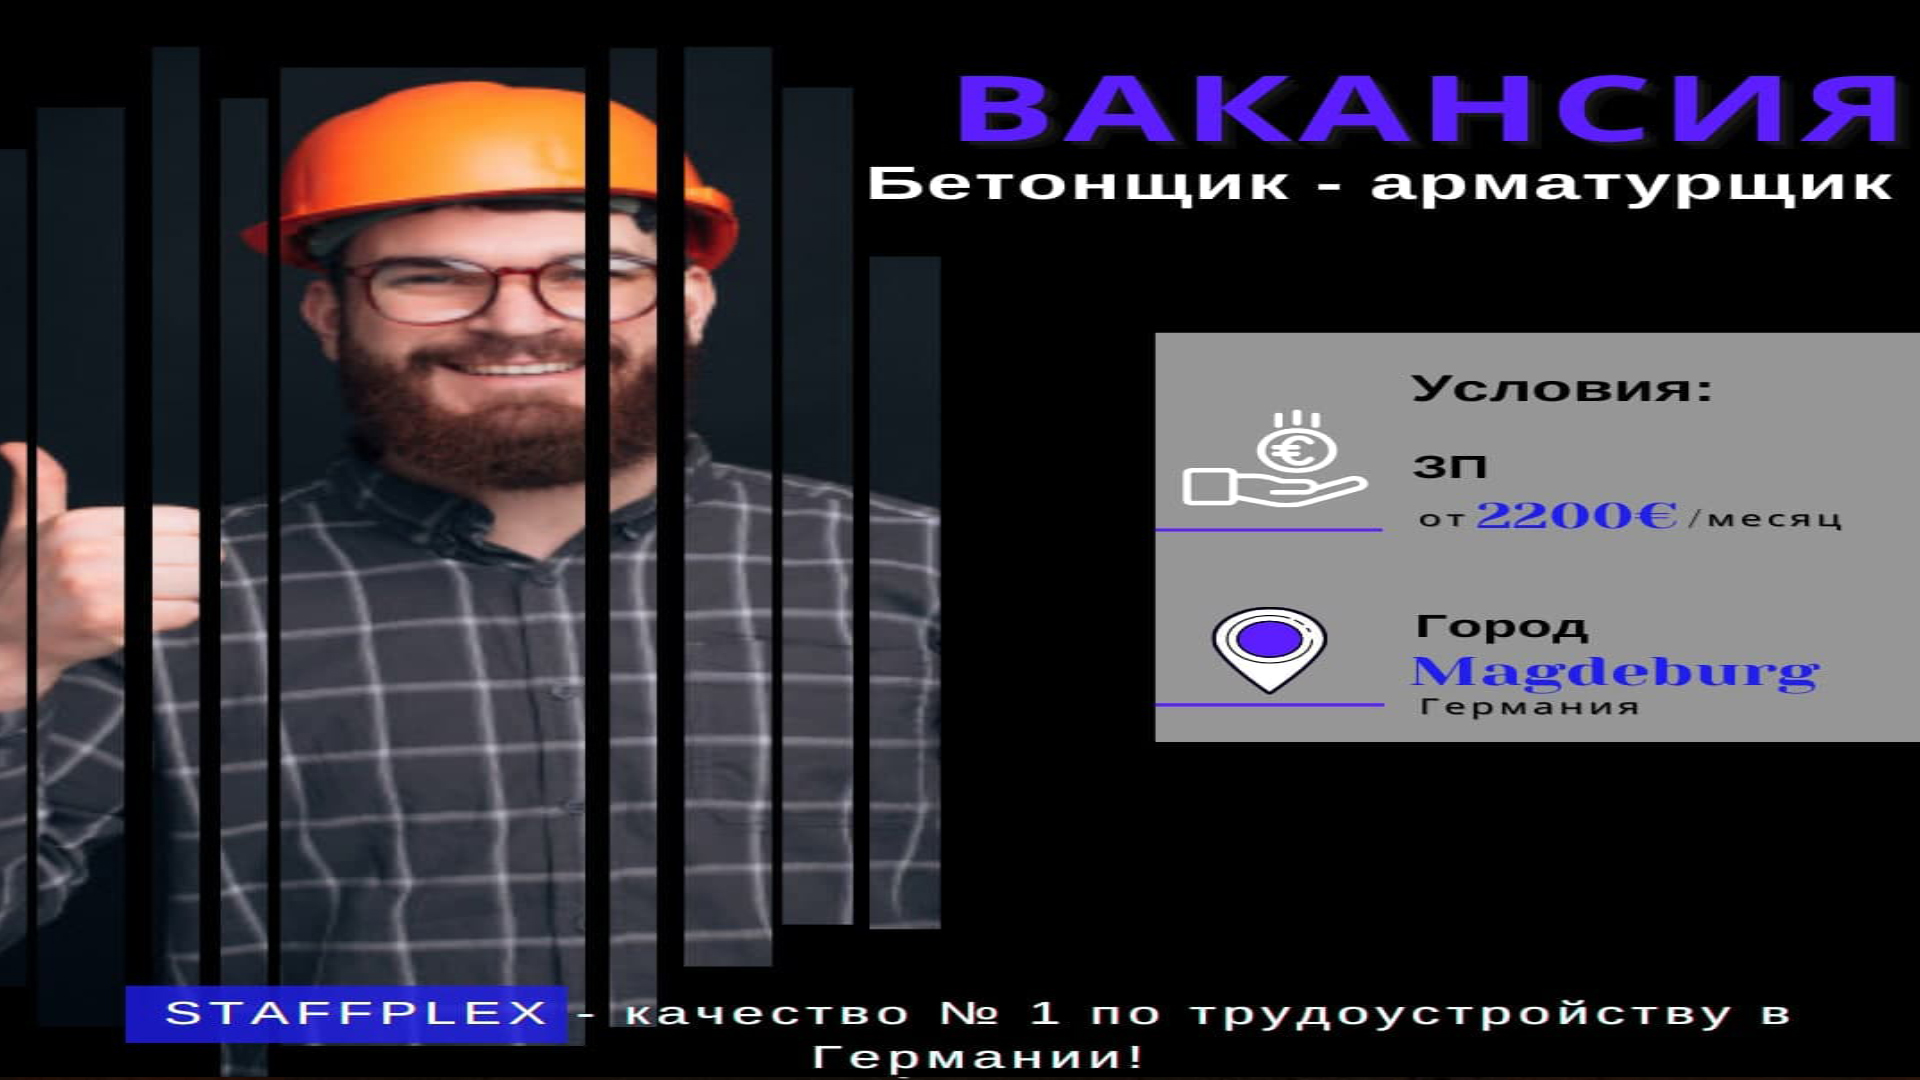 ВАКАНСИЯ
Бетонщик - арматурщик
Условия:
ЗП
от 2200€ /месяц
Город
Magdeburg
Германия
STAFFPLEX - качество № 1 по трудоустройству в
Германии!